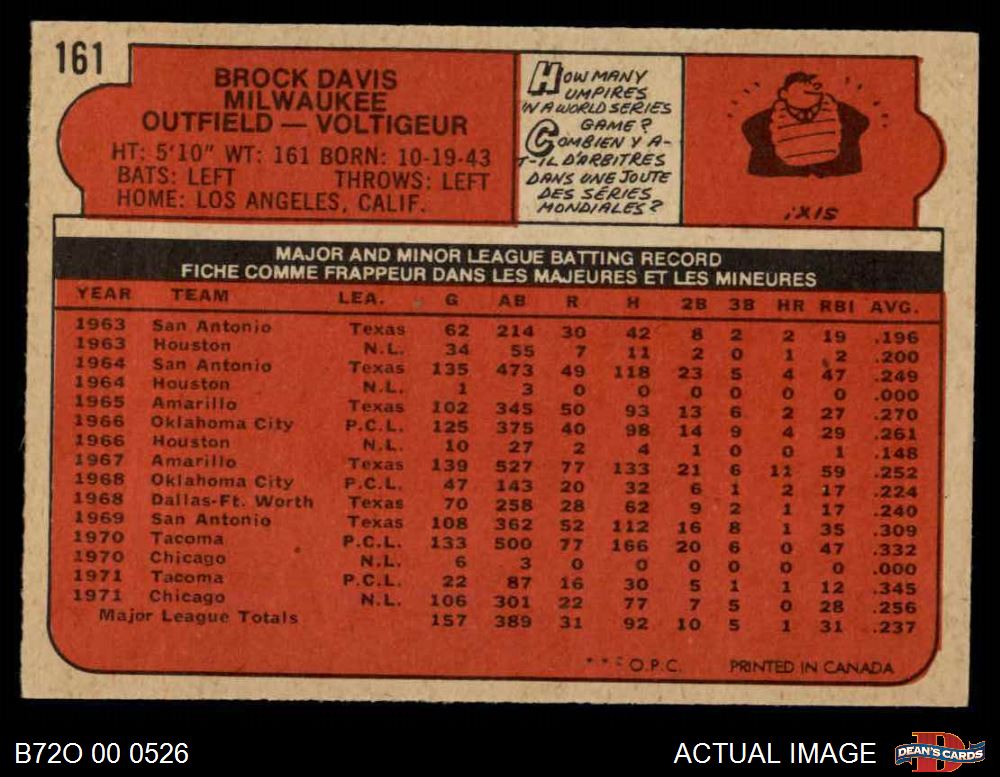 161
BROCK DAVIS
MILWAUKEE
OUTFIELD — VOLTIGEUR
HT: 5'10" WT: 161 BORN: 10-19-43
BATS: LEFT THROWS: LEFT
HOME: LOS ANGELES, CALIF.
HOW MANY
UMPIRES
IN A WORLD SERIES
GAME?
COMBIEN Y A-
T-IL D'ARBITRES
DANS UNE JOUTE
DES SÉRIES
MONDIALES?
SIX!
MAJOR AND MINOR LEAGUE BATTING RECORD
FICHE COMME FRAPPEUR DANS LES MAJEURES ET LES MINEURES
YEAR TEAM LEA. G AB R H 2B 3B HR RBI AVG.
1963 San Antonio Texas 62 214 30 42 8 2 2 19 .196
1963 Houston N.L. 34 55 7 11 2 0 1 2 .200
1964 San Antonio Texas 135 473 49 118 23 5 4 47 .249
1964 Houston N.L. 1 3 0 0 0 0 0 0 .000
1965 Amarillo Texas 102 345 50 93 13 6 2 27 .270
1966 Oklahoma City P.C.L. 125 375 40 98 14 9 4 29 .261
1966 Houston N.L. 10 27 2 4 1 0 0 1 .148
1967 Amarillo Texas 139 527 77 133 21 6 11 59 .252
1968 Oklahoma City P.C.L. 47 143 20 32 6 1 2 17 .224
1968 Dallas-Ft. Worth Texas 70 258 28 62 9 2 1 17 .240
1969 San Antonio Texas 108 362 52 112 16 8 1 35 .309
1970 Tacoma P.C.L. 133 500 77 166 20 6 0 47 .332
1970 Chicago N.L. 6 3 0 0 0 0 0 0 .000
1971 Tacoma P.C.L. 22 87 16 30 5 1 1 12 .345
1971 Chicago N.L. 106 301 22 77 7 5 0 28 .256
Major League Totals 157 389 31 92 10 5 1 31 .237
O.P.C. PRINTED IN CANADA
B72O 00 0526
ACTUAL IMAGE
D
DEAN'S CARDS